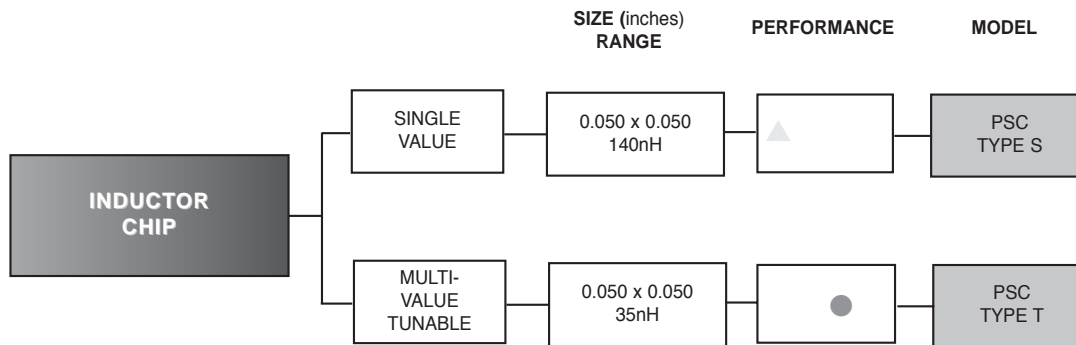 SIZE (inches)
RANGE
PERFORMANCE
MODEL
SINGLE
VALUE
0.050 x 0.050
140nH
PSC
TYPE S
INDUCTOR
CHIP
MULTI-
VALUE
TUNABLE
0.050 x 0.050
35nH
PSC
TYPE T